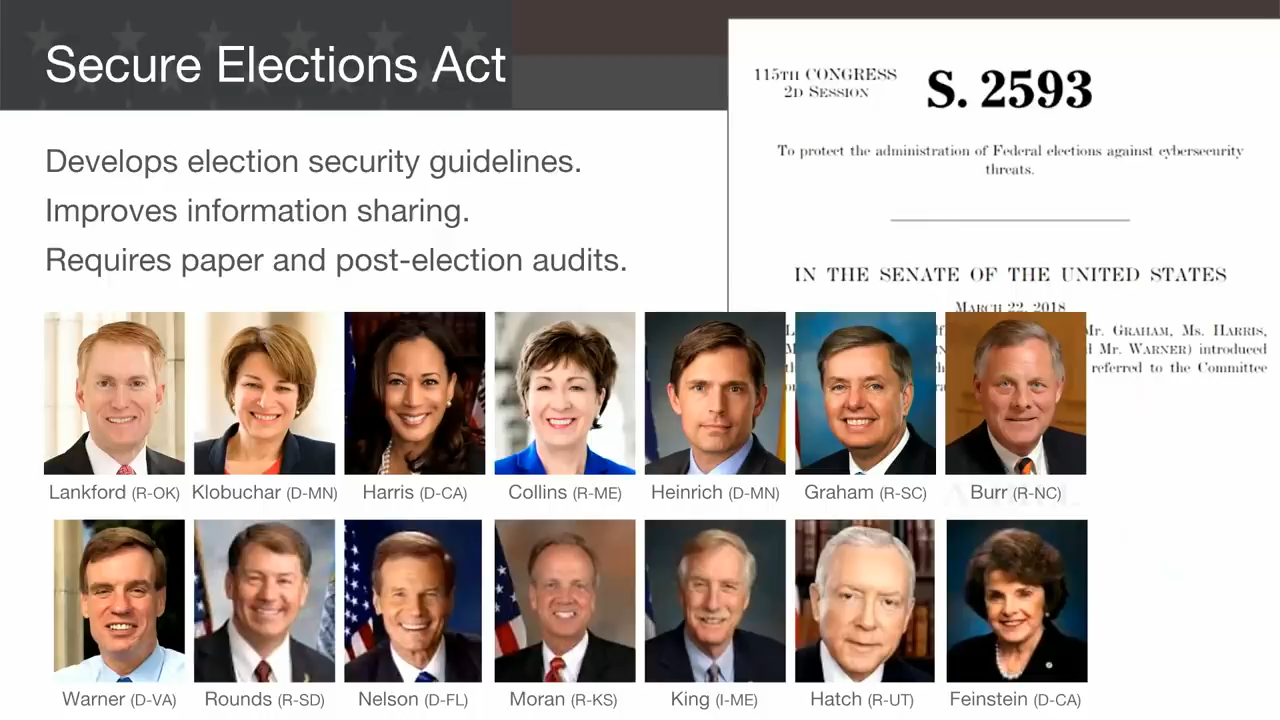 Secure Elections Act
Develops election security guidelines.
Improves information sharing.
Requires paper and post-election audits.
115TH CONGRESS
2D SESSION
S. 2593
To protect the administration of Federal elections against cybersecurity
threats.
IN THE SENATE OF THE UNITED STATES
MARCH 22, 2018
Mr. GRAHAM, Ms. HARRIS,
Mr. WARNER) introduced
referred to the Committee
Lankford (R-OK) Klobuchar (D-MN) Harris (D-CA) Collins (R-ME) Heinrich (D-MN) Graham (R-SC) Burr (R-NC)
Warner (D-VA) Rounds (R-SD) Nelson (D-FL) Moran (R-KS) King (I-ME) Hatch (R-UT) Feinstein (D-CA)